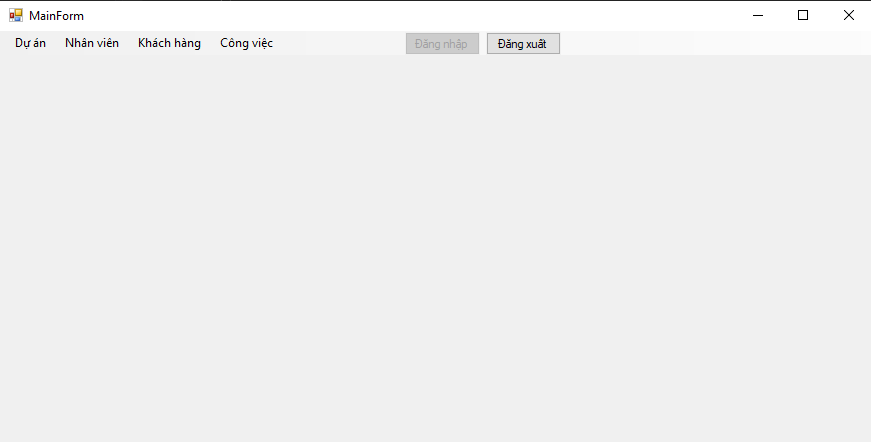 MainForm
Dự án Nhân viên Khách hàng Công việc Đăng nhập Đăng xuất